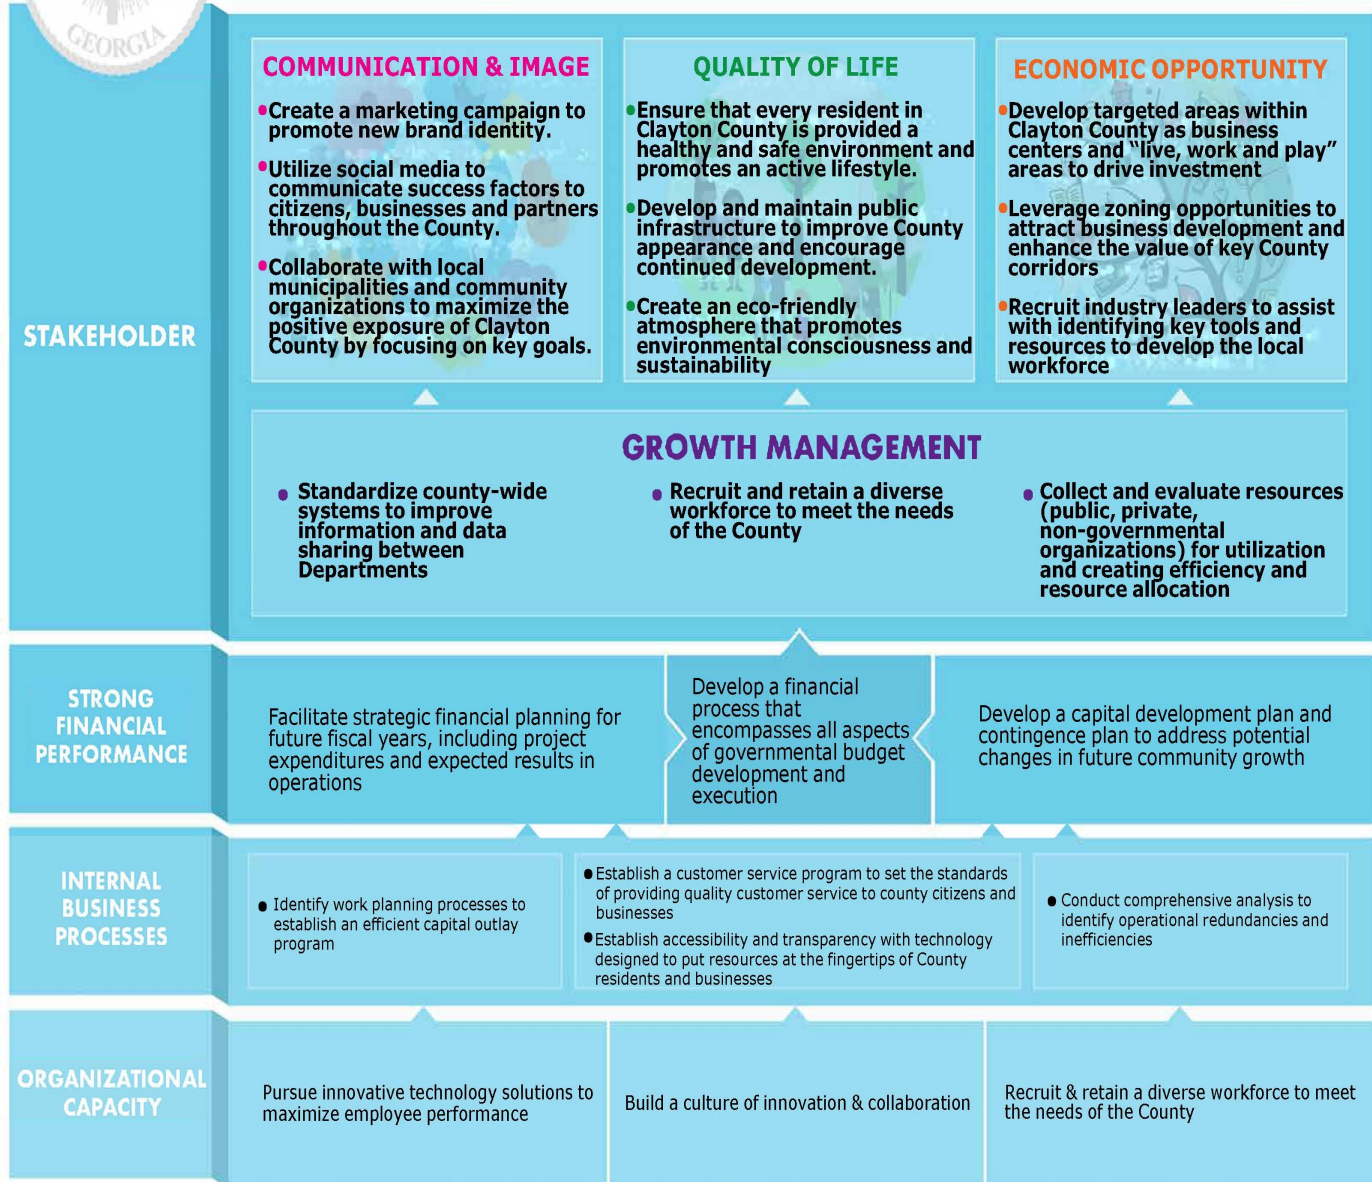 GEORGIA
STAKEHOLDER
COMMUNICATION & IMAGE
•Create a marketing campaign to
promote new brand identity.
•Utilize social media to
communicate success factors to
citizens, businesses and partners
throughout the County.
•Collaborate with local
municipalities and community
organizations to maximize the
positive exposure of Clayton
County by focusing on key goals.
QUALITY OF LIFE
•Ensure that every resident in
Clayton County is provided a
healthy and safe environment and
promotes an active lifestyle.
•Develop and maintain public
infrastructure to improve County
appearance and encourage
continued development.
•Create an eco-friendly
atmosphere that promotes
environmental consciousness and
sustainability
ECONOMIC OPPORTUNITY
•Develop targeted areas within
Clayton County as business
centers and “live, work and play”
areas to drive investment
•Leverage zoning opportunities to
attract business development and
enhance the value of key County
corridors
•Recruit industry leaders to assist
with identifying key tools and
resources to develop the local
workforce
GROWTH MANAGEMENT
• Standardize county-wide
systems to improve
information and data
sharing between
Departments
• Recruit and retain a diverse
workforce to meet the needs
of the County
• Collect and evaluate resources
(public, private,
non-governmental
organizations) for utilization
and creating efficiency and
resource allocation
STRONG
FINANCIAL
PERFORMANCE
Facilitate strategic financial planning for
future fiscal years, including project
expenditures and expected results in
operations
Develop a financial
process that
encompasses all aspects
of governmental budget
development and
execution
Develop a capital development plan and
contingence plan to address potential
changes in future community growth
INTERNAL
BUSINESS
PROCESSES
• Identify work planning processes to
establish an efficient capital outlay
program
• Establish a customer service program to set the standards
of providing quality customer service to county citizens and
businesses
• Establish accessibility and transparency with technology
designed to put resources at the fingertips of County
residents and businesses
• Conduct comprehensive analysis to
identify operational redundancies and
inefficiencies
ORGANIZATIONAL
CAPACITY
Pursue innovative technology solutions to
maximize employee performance
Build a culture of innovation & collaboration
Recruit & retain a diverse workforce to meet
the needs of the County